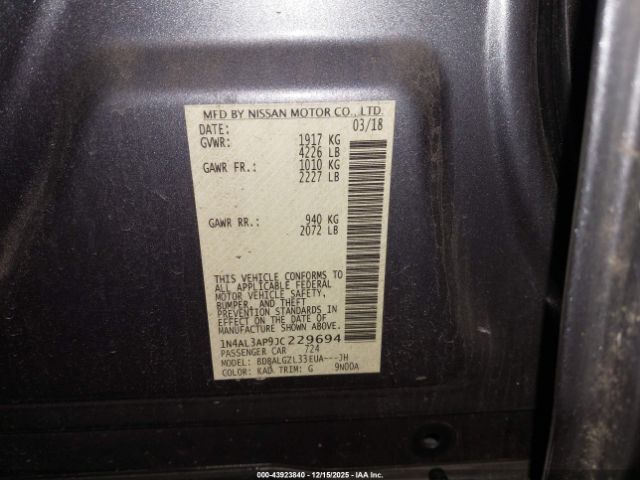 MFD BY NISSAN MOTOR CO., LTD.
DATE: 03/18
GVWR: 1917 KG
4226 LB
GAWR FR.: 1010 KG
2227 LB
GAWR RR.: 940 KG
2072 LB
THIS VEHICLE CONFORMS TO
ALL APPLICABLE FEDERAL
MOTOR VEHICLE SAFETY,
BUMPER, AND THEFT
PREVENTION STANDARDS IN
EFFECT ON THE DATE OF
MANUFACTURE SHOWN ABOVE.
1N4AL3AP9JC229694
PASSENGER CAR 724
MODEL: BDBALGZL33EUA---JH
COLOR: KAD TRIM: G 9N00A
000-43923840 - 12/15/2025 - IAA Inc.